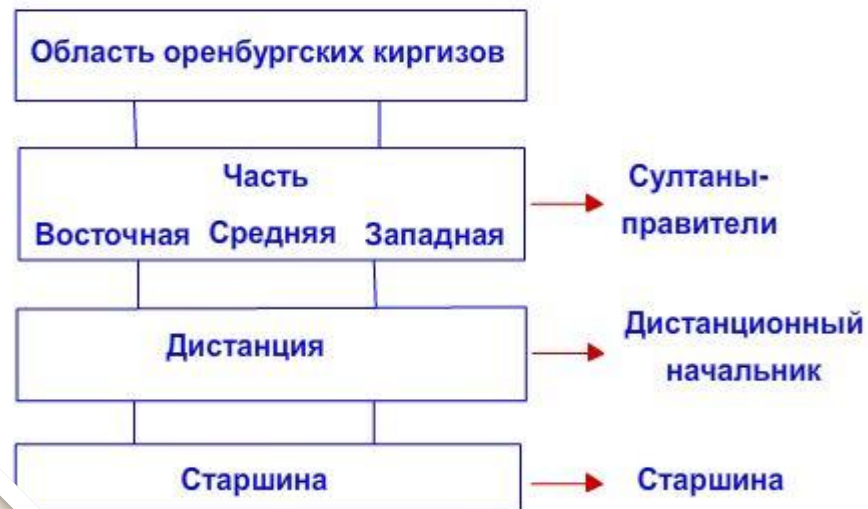 Область оренбургских киргизов
Часть
Восточная Средняя Западная
Султаны-
правители
Дистанция
Дистанционный
начальник
Старшина
Старшина